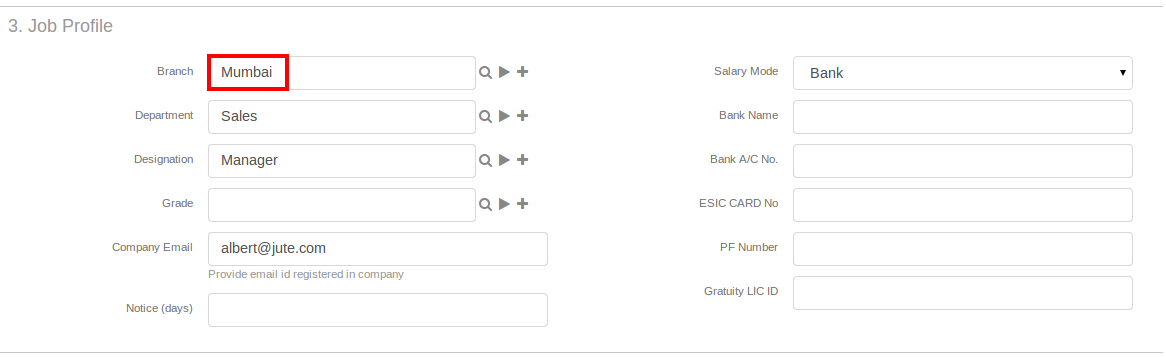 3. Job Profile
Branch
Mumbai
Department
Sales
Designation
Manager
Grade
Company Email
albert@jute.com
Provide email id registered in company
Notice (days)
Salary Mode
Bank
Bank Name
Bank A/C No.
ESIC CARD No
PF Number
Gratuity LIC ID